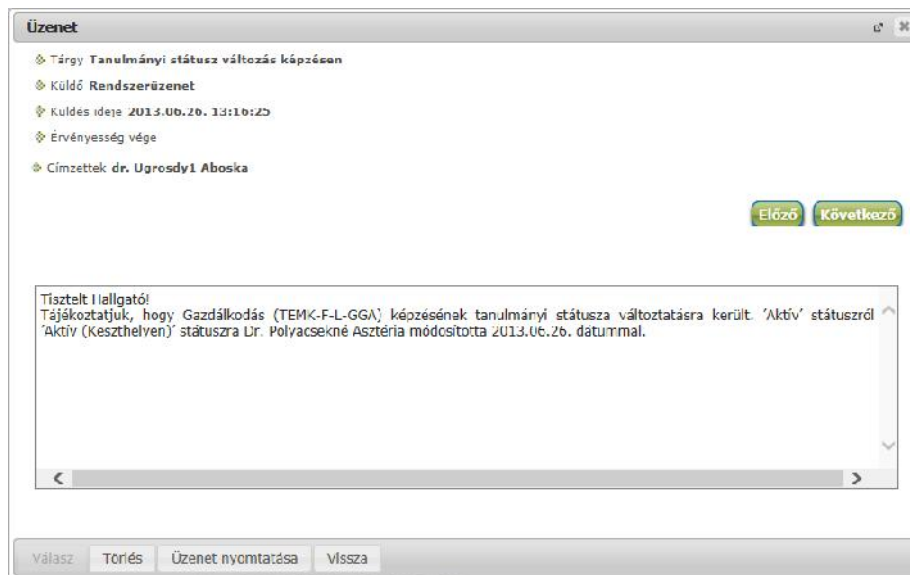 Üzenet
Tárgy Tanulmányi státusz változás képzésen
Küldő Rendszerüzenet
Küldés ideje 2013.06.26. 13:16:25
Érvényesség vége
Címzettek dr. Ugrosdy1 Aboska
Előző Következő
Tisztelt Hallgató!
Tájékoztatjuk, hogy Gazdálkodás (TEMK-F-L-GGA) képzésének tanulmányi státusza változtatásra került. 'Aktív' státuszról
'Aktív (Keszthelyen)' státuszra Dr. Polyacsekné Asztéria módosította 2013.06.26. dátummal.
Válasz Törlés Üzenet nyomtatása Vissza